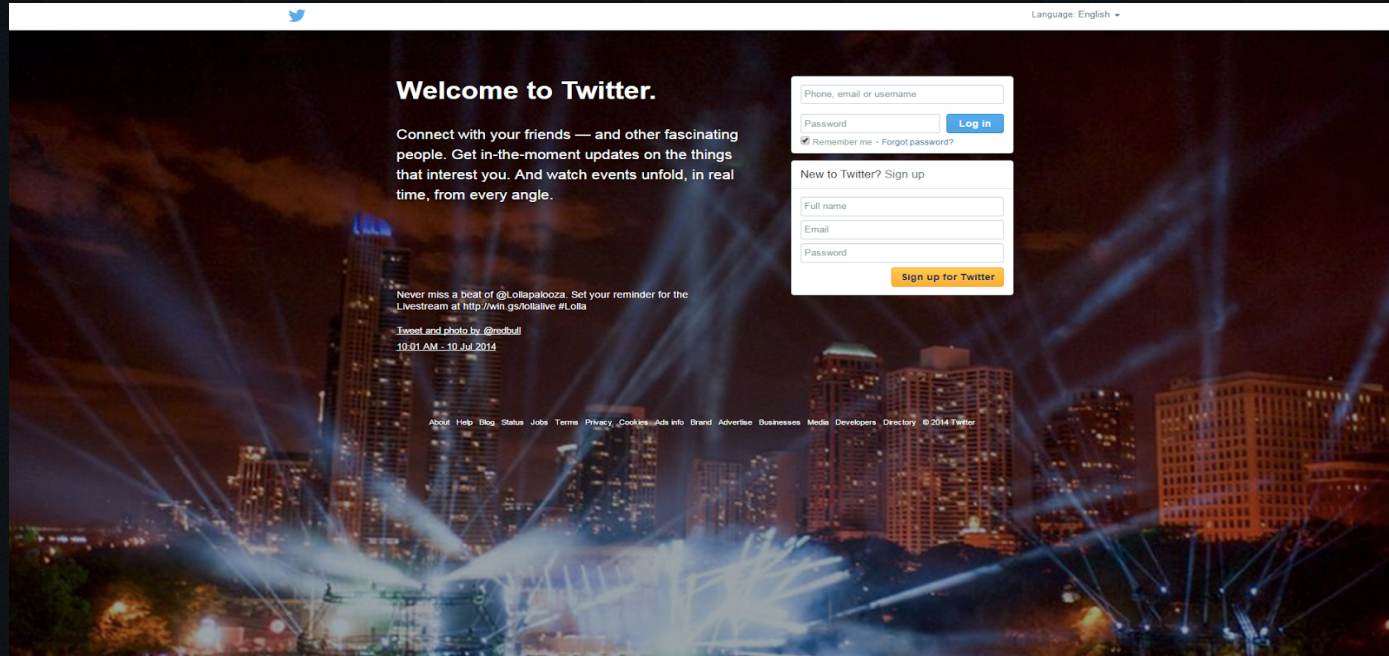 Language: English
Welcome to Twitter.
Connect with your friends — and other fascinating
people. Get in-the-moment updates on the things
that interest you. And watch events unfold, in real
time, from every angle.
Never miss a beat of @Lollapalooza. Set your reminder for the
Livestream at http://win.gs/lollalive #Lolla
Tweet and photo by @redbull
10:01 AM - 10 Jul 2014
Phone, email or username
Password Log in
Remember me · Forgot password?
New to Twitter? Sign up
Full name
Email
Password
Sign up for Twitter
About Help Blog Status Jobs Terms Privacy Cookies Ads info Brand Advertise Businesses Media Developers Directory © 2014 Twitter